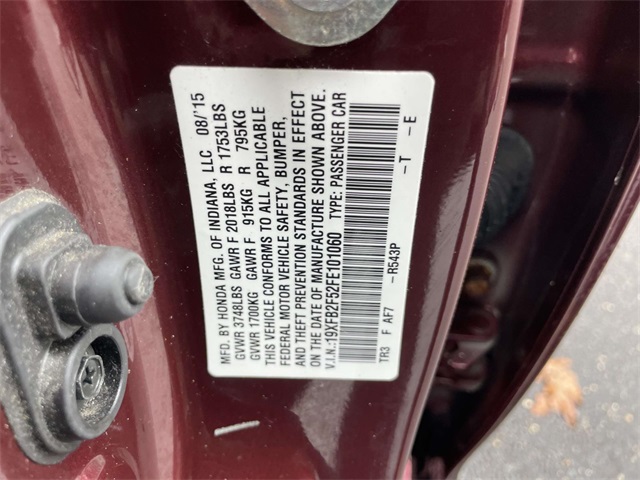 MFD. BY HONDA MFG. OF INDIANA, LLC 08/'15
GVWR 3748LBS GAWR F 2018LBS R 1753LBS
GVWR 1700KG GAWR F 915KG R 795KG
THIS VEHICLE CONFORMS TO ALL APPLICABLE
FEDERAL MOTOR VEHICLE SAFETY, BUMPER,
AND THEFT PREVENTION STANDARDS IN EFFECT
ON THE DATE OF MANUFACTURE SHOWN ABOVE.
V.I.N.:19XFB2F52FE101060 TYPE: PASSENGER CAR
TR3 F AF7 -R543P -T -E